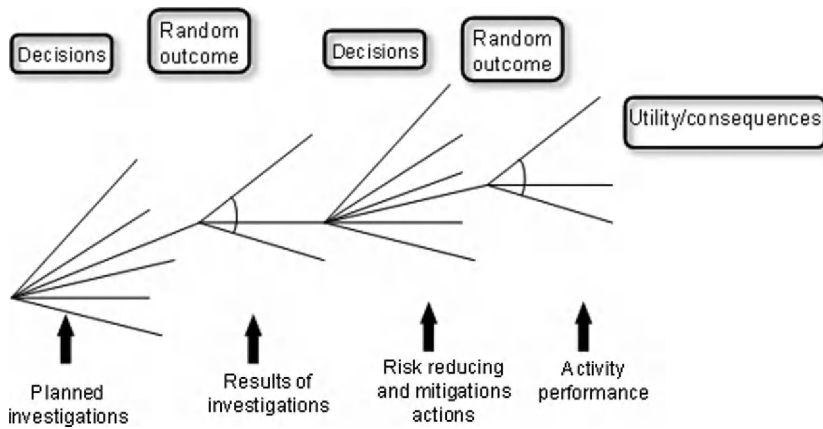 Decisions
Random
outcome
Decisions
Random
outcome
Utility/consequences
Planned
investigations
Results of
investigations
Risk reducing
and mitigations
actions
Activity
performance